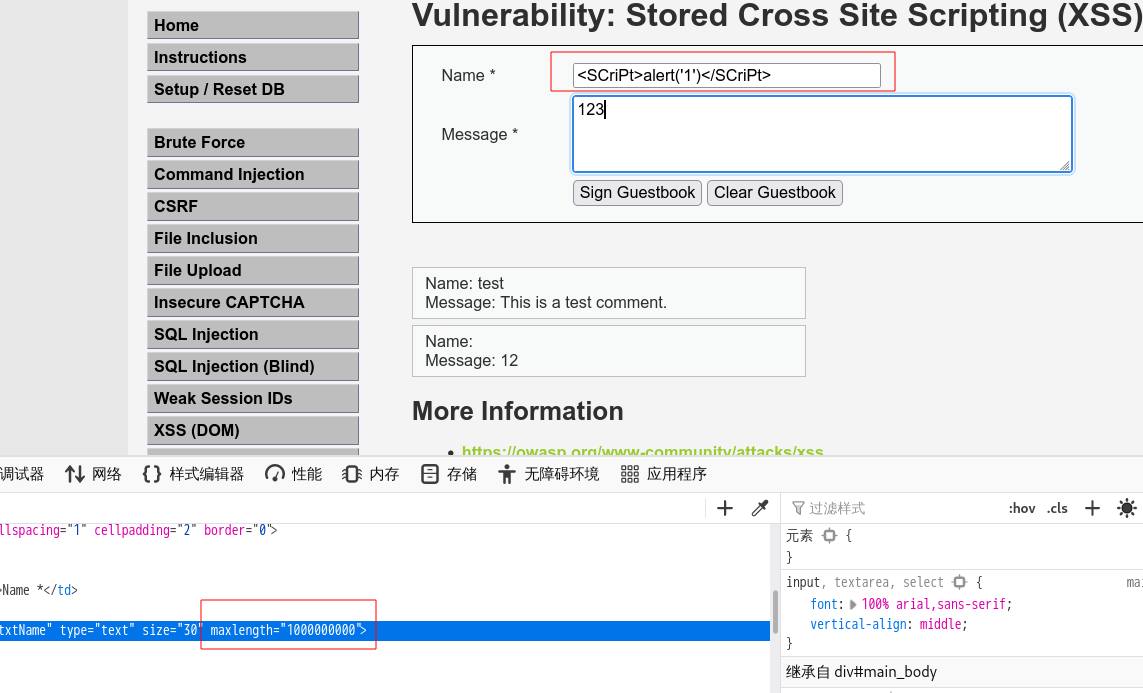 Vulnerability: Stored Cross Site Scripting (XSS)
Home
Instructions
Setup / Reset DB
Brute Force
Command Injection
CSRF
File Inclusion
File Upload
Insecure CAPTCHA
SQL Injection
SQL Injection (Blind)
Weak Session IDs
XSS (DOM)
Name *
<SCriPt>alert('1')</SCriPt>
Message *
123
Sign Guestbook Clear Guestbook
Name: test
Message: This is a test comment.
Name:
Message: 12
More Information
https://owasp.org/www-community/attacks/xss
调试器 网络 样式编辑器 性能 内存 存储 无障碍环境 应用程序
过滤样式 :hov .cls
llspacing="1" cellpadding="2" border="0">
>Name *</td>
txtName" type="text" size="30" maxlength="1000000000">
元素 {
}
input, textarea, select { mai
font: 100% arial,sans-serif;
vertical-align: middle;
}
继承自 div#main_body